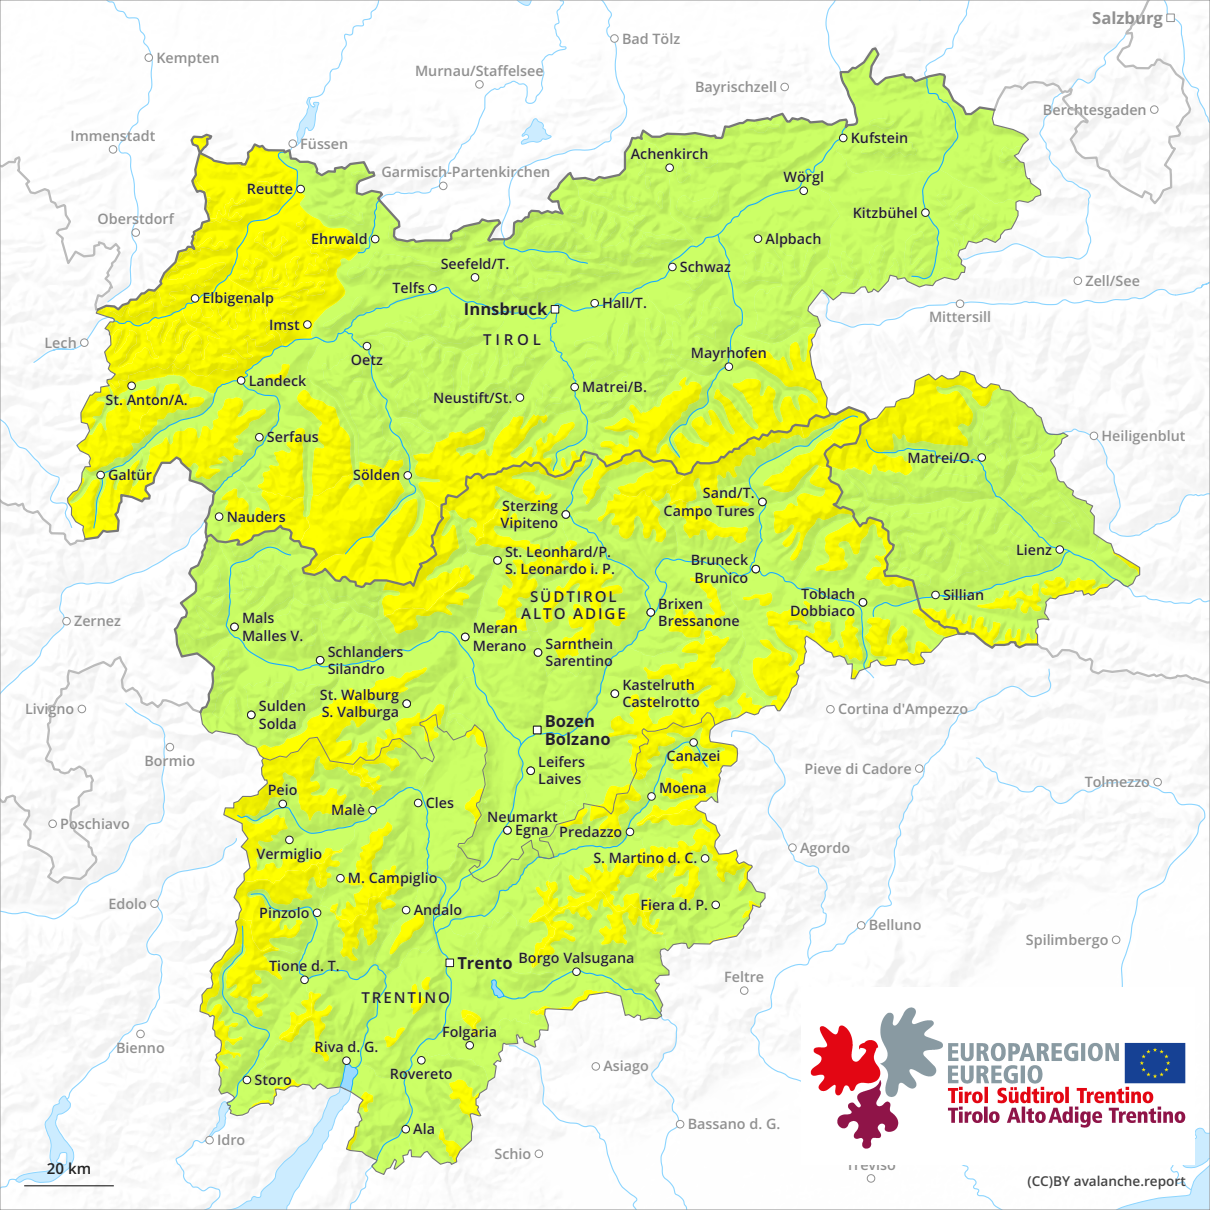 Salzburg
Bad Tölz
Kempten
Murnau/Staffelsee
Bayrischzell
Berchtesgaden
Immenstadt
Füssen
Kufstein
Achenkirch
Garmisch-Partenkirchen
Wörgl
Reutte
Oberstdorf
Kitzbühel
Ehrwald
Alpbach
Seefeld/T.
Schwaz
Zell/See
Telfs
Elbigenalp
Hall/T.
Innsbruck
Mittersill
Imst
TIROL
Lech
Mayrhofen
Oetz
Landeck
Matrei/B.
St. Anton/A.
Neustift/St.
Serfaus
Heiligenblut
Matrei/O.
Galtür
Sölden
Sand/T.
Campo Tures
Sterzing
Vipiteno
Nauders
St. Leonhard/P.
S. Leonardo i. P.
Lienz
Bruneck
Brunico
SÜDTIROL
ALTO ADIGE
Toblach
Dobbiaco
Sillian
Brixen
Bressanone
Zernez
Mals
Malles V.
Meran
Merano
Sarnthein
Sarentino
Schlanders
Silandro
Kastelruth
Castelrotto
St. Walburg
S. Valburga
Livigno
Sulden
Solda
Cortina d'Ampezzo
Bozen
Bolzano
Bormio
Canazei
Leifers
Laives
Pieve di Cadore
Tolmezzo
Peio
Moena
Malè
Cles
Neumarkt
Egna
Predazzo
Poschiavo
Vermiglio
Agordo
S. Martino d. C.
M. Campiglio
Edolo
Pinzolo
Andalo
Fiera d. P.
Belluno
Spilimbergo
Trento
Borgo Valsugana
Tione d. T.
Feltre
TRENTINO
Folgaria
Bienno
Riva d. G.
Rovereto
Asiago
Storo
Ala
Bassano d. G.
Idro
Schio
Treviso
EUROPAREGION
EUREGIO
Tirol Südtirol Trentino
Tirolo Alto Adige Trentino
20 km
(CC)BY avalanche.report